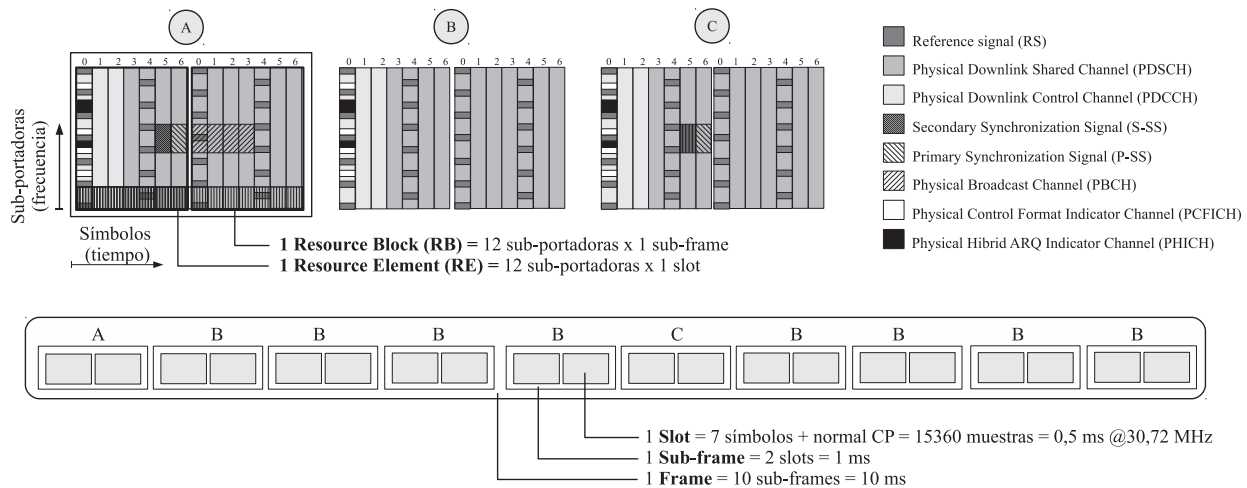 A
B
C
0 1 2 3 4 5 6 0 1 2 3 4 5 6
0 1 2 3 4 5 6 0 1 2 3 4 5 6
0 1 2 3 4 5 6 0 1 2 3 4 5 6
Sub-portadoras
(frecuencia)
Símbolos
(tiempo)
1 Resource Block (RB) = 12 sub-portadoras x 1 sub-frame
1 Resource Element (RE) = 12 sub-portadoras x 1 slot
Reference signal (RS)
Physical Downlink Shared Channel (PDSCH)
Physical Downlink Control Channel (PDCCH)
Secondary Synchronization Signal (S-SS)
Primary Synchronization Signal (P-SS)
Physical Broadcast Channel (PBCH)
Physical Control Format Indicator Channel (PCFICH)
Physical Hibrid ARQ Indicator Channel (PHICH)
A B B B B C B B B B
1 Slot = 7 símbolos + normal CP = 15360 muestras = 0,5 ms @30,72 MHz
1 Sub-frame = 2 slots = 1 ms
1 Frame = 10 sub-frames = 10 ms